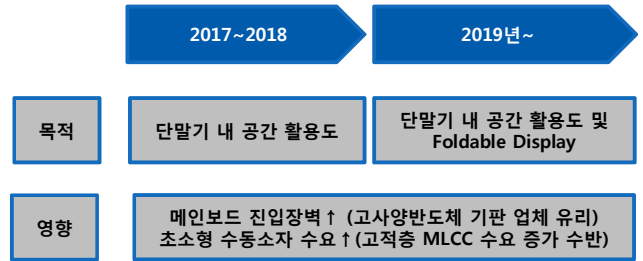 2017~2018
2019년~
목적
단말기 내 공간 활용도
단말기 내 공간 활용도 및
Foldable Display
영향
메인보드 진입장벽↑ (고사양반도체 기판 업체 유리)
초소형 수동소자 수요↑(고적층 MLCC 수요 증가 수반)